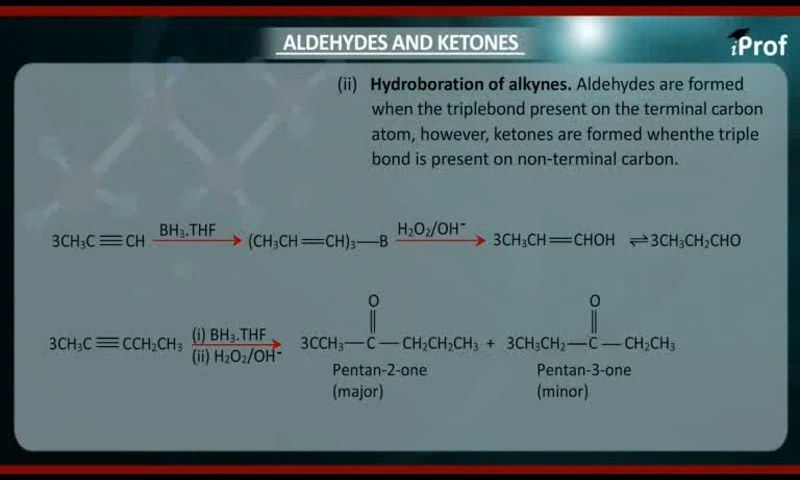 ALDEHYDES AND KETONES
iProf
(ii) Hydroboration of alkynes. Aldehydes are formed
when the triplebond present on the terminal carbon
atom, however, ketones are formed whenthe triple
bond is present on non-terminal carbon.
3CH₃C≡CH BH₃.THF (CH₃CH=CH)₃—B H₂O₂/OH⁻ 3CH₃CH=CHOH ⇌3CH₃CH₂CHO
O O
3CH₃C≡CCH₂CH₃ (i) BH₃.THF (ii) H₂O₂/OH⁻ 3CCH₃—C—CH₂CH₂CH₃ + 3CH₃CH₂—C—CH₂CH₃
Pentan-2-one Pentan-3-one
(major) (minor)